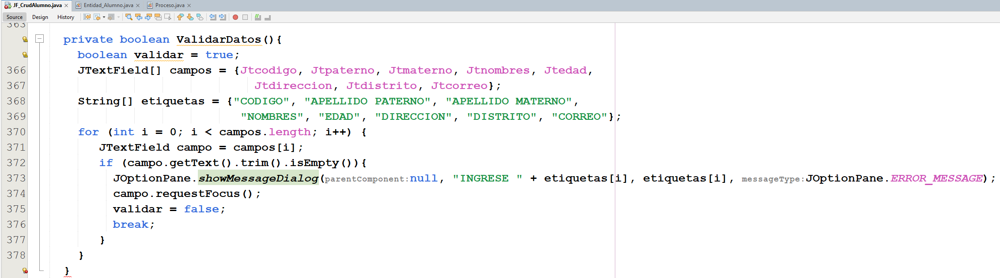 JF_CrudAlumno.java Entidad_Alumno.java Proceso.java
Source Design History
363
private boolean ValidarDatos(){
boolean validar = true;
366 JTextField[] campos = {Jtcodigo, Jtpaterno, Jtmaterno, Jtnombres, Jtedad,
367 Jtdireccion, Jtdistrito, Jtcorreo};
368 String[] etiquetas = {"CODIGO", "APELLIDO PATERNO", "APELLIDO MATERNO",
369 "NOMBRES", "EDAD", "DIRECCION", "DISTRITO", "CORREO"};
370 for (int i = 0; i < campos.length; i++) {
371 JTextField campo = campos[i];
372 if (campo.getText().trim().isEmpty()){
373 JOptionPane.showMessageDialog(parentComponent:null, "INGRESE " + etiquetas[i], etiquetas[i], messageType:JOptionPane.ERROR_MESSAGE);
374 campo.requestFocus();
375 validar = false;
376 break;
377 }
378 }
}